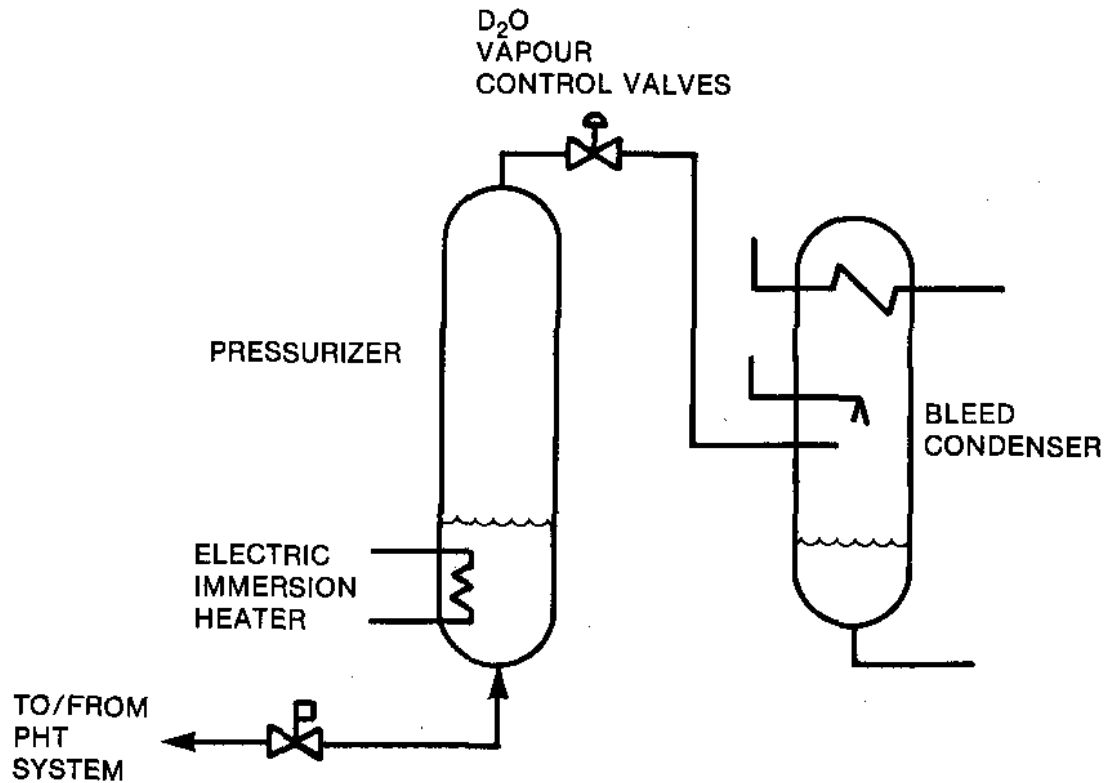 D₂O
VAPOUR
CONTROL VALVES
PRESSURIZER
BLEED
CONDENSER
ELECTRIC
IMMERSION
HEATER
TO/FROM
PHT
SYSTEM